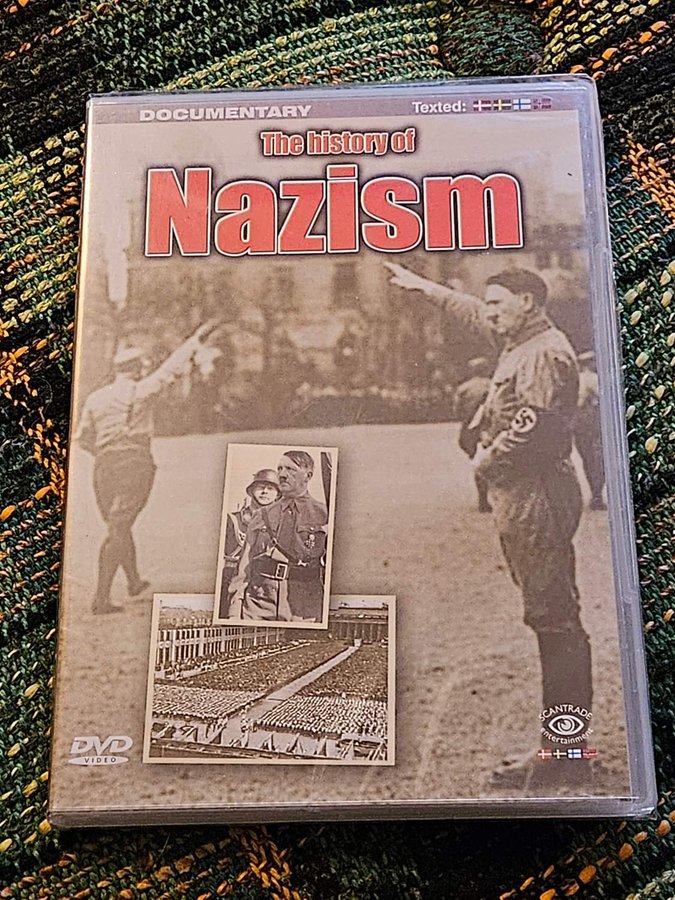 DOCUMENTARY
Texted:
The history of
Nazism
SCANTRADE
entertainment
DVD
VIDEO